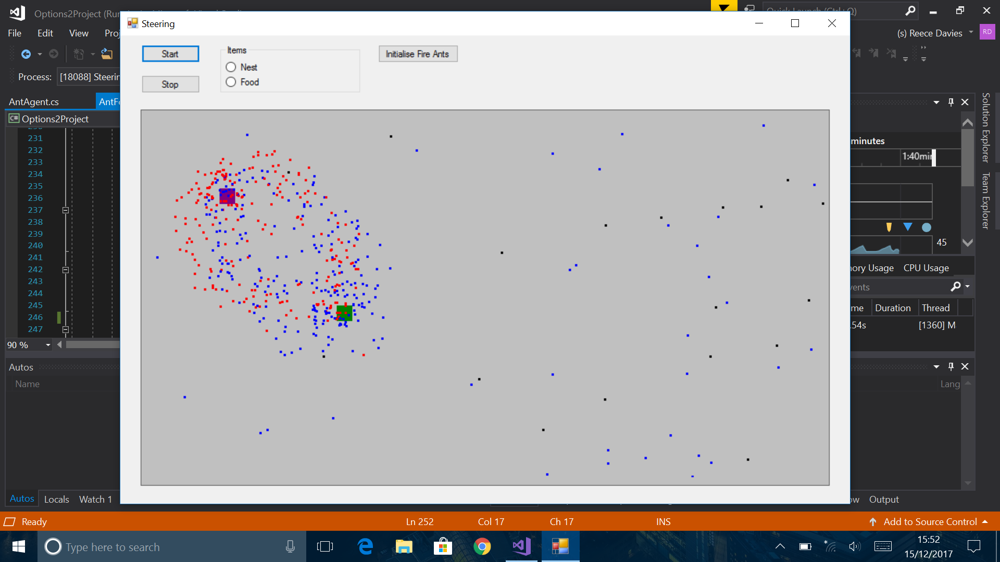 Options2Project (Ru
Quick Launch (Ctrl+Q)
Steering
File Edit View Proj
(s) Reece Davies
RD
Start
Items
Nest
Food
Initialise Fire Ants
Stop
Process: [18088] Steerin
AntAgent.cs AntF
C# Options2Project
231
232
233
234
235
236
237
238
239
240
241
242
243
244
245
246
247
90 %
Solution Explorer
Team Explorer
minutes
1:40min
45
ory Usage CPU Usage
vents
me Duration Thread
.54s [1360] M
Autos
Name
Lang
Autos Locals Watch 1
ow Output
Ready
Ln 252 Col 17 Ch 17 INS
Add to Source Control
Type here to search
15:52
15/12/2017